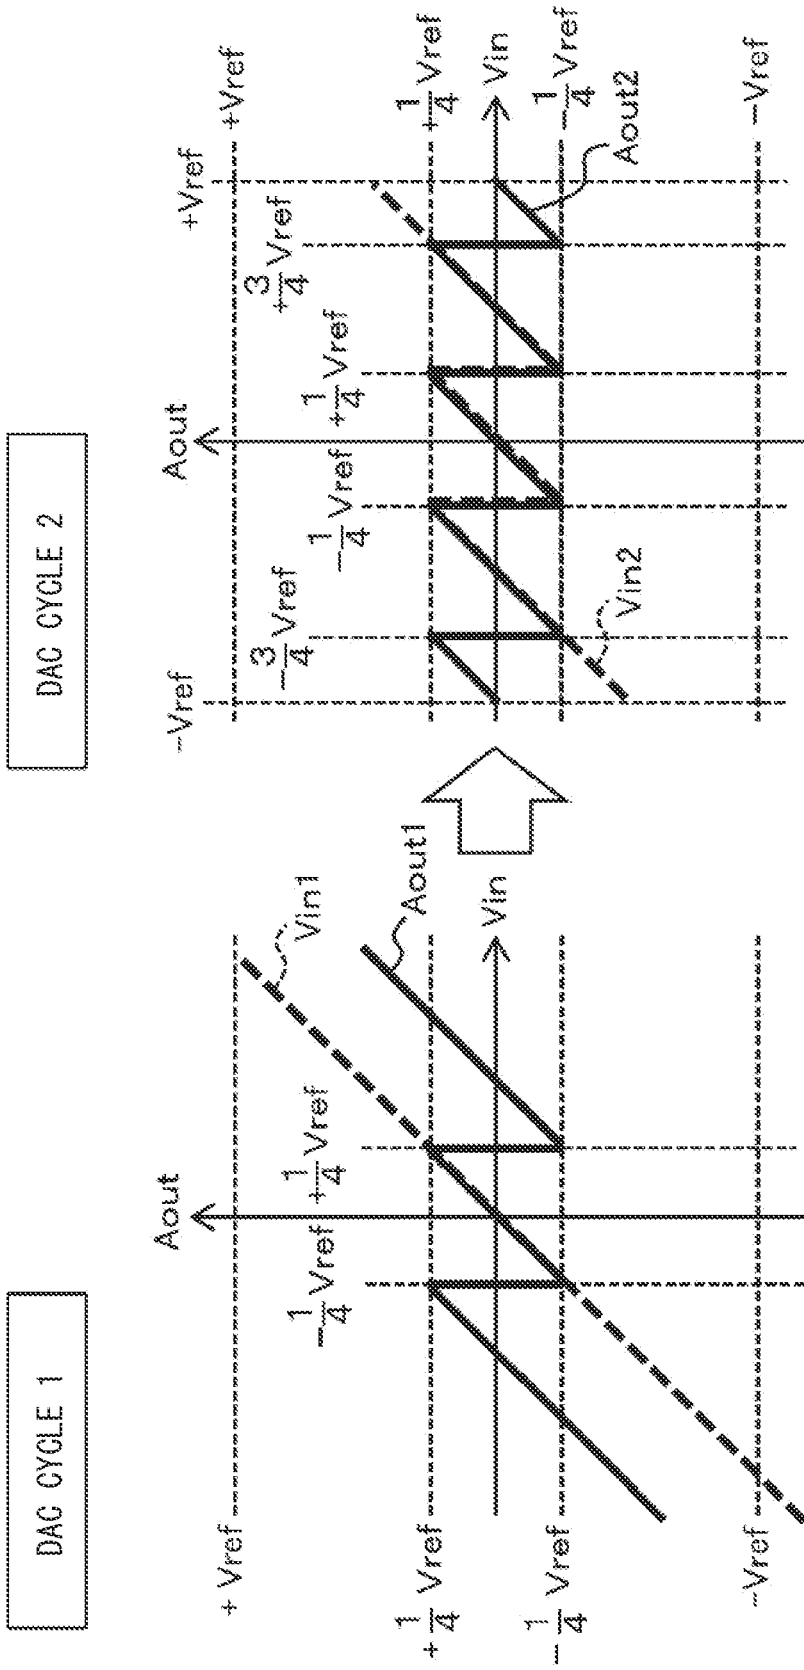 DAC CYCLE 1
Aout
+Vref
-1/4 Vref
+1/4 Vref
Vin1
Aout1
+1/4 Vref
Vin
-1/4 Vref
-Vref
DAC CYCLE 2
Aout
-Vref
-3/4 Vref
-1/4 Vref
+1/4 Vref
+3/4 Vref
+Vref
+Vref
+1/4 Vref
Vin
-1/4 Vref
Vin2
Aout2
-Vref